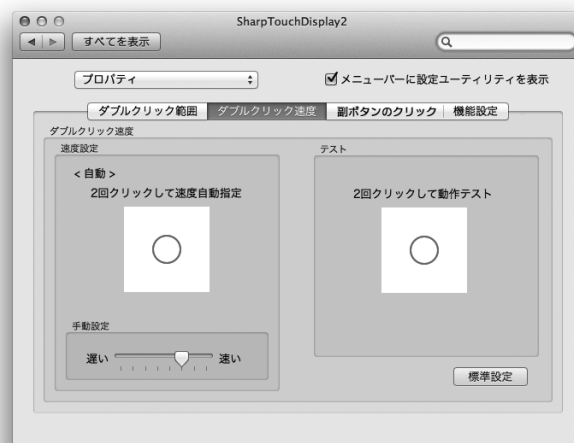 SharpTouchDisplay2
すべてを表示
プロパティ
メニューバーに設定ユーティリティを表示
ダブルクリック範囲 ダブルクリック速度 副ボタンのクリック 機能設定
ダブルクリック速度
速度設定
<自動>
2回クリックして速度自動指定
手動設定
遅い 速い
テスト
2回クリックして動作テスト
標準設定